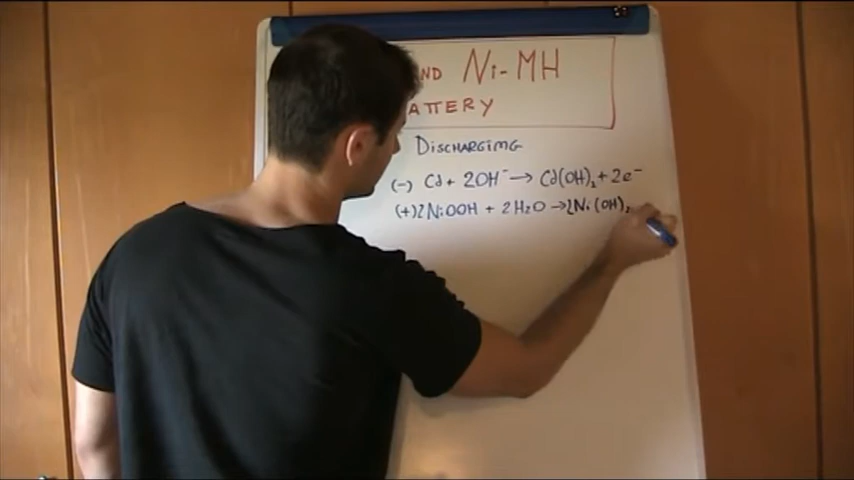 ND Ni-MH
ATTERY
DISCHARGING
(-) Cd + 2OH⁻ → Cd(OH)₂ + 2e⁻
(+) 2NiOOH + 2H₂O → 2Ni(OH)₂